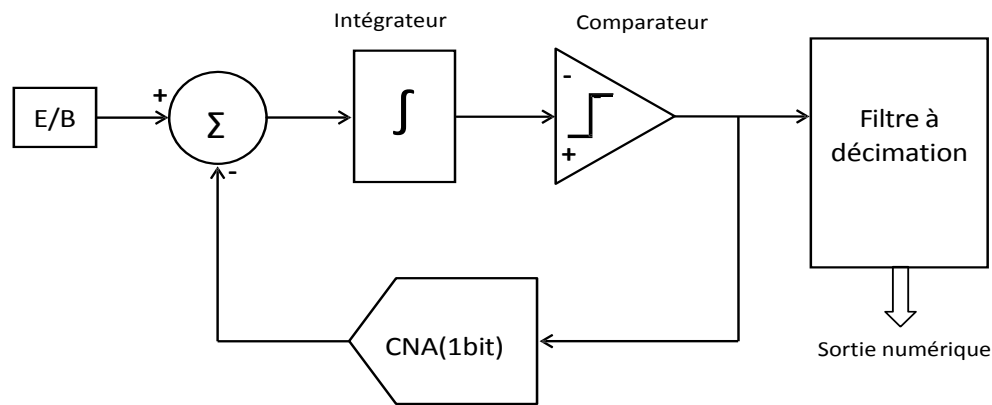 Intégrateur
Comparateur
E/B
+
Σ
-
∫
-
+
Filtre à
décimation
CNA(1bit)
Sortie numérique